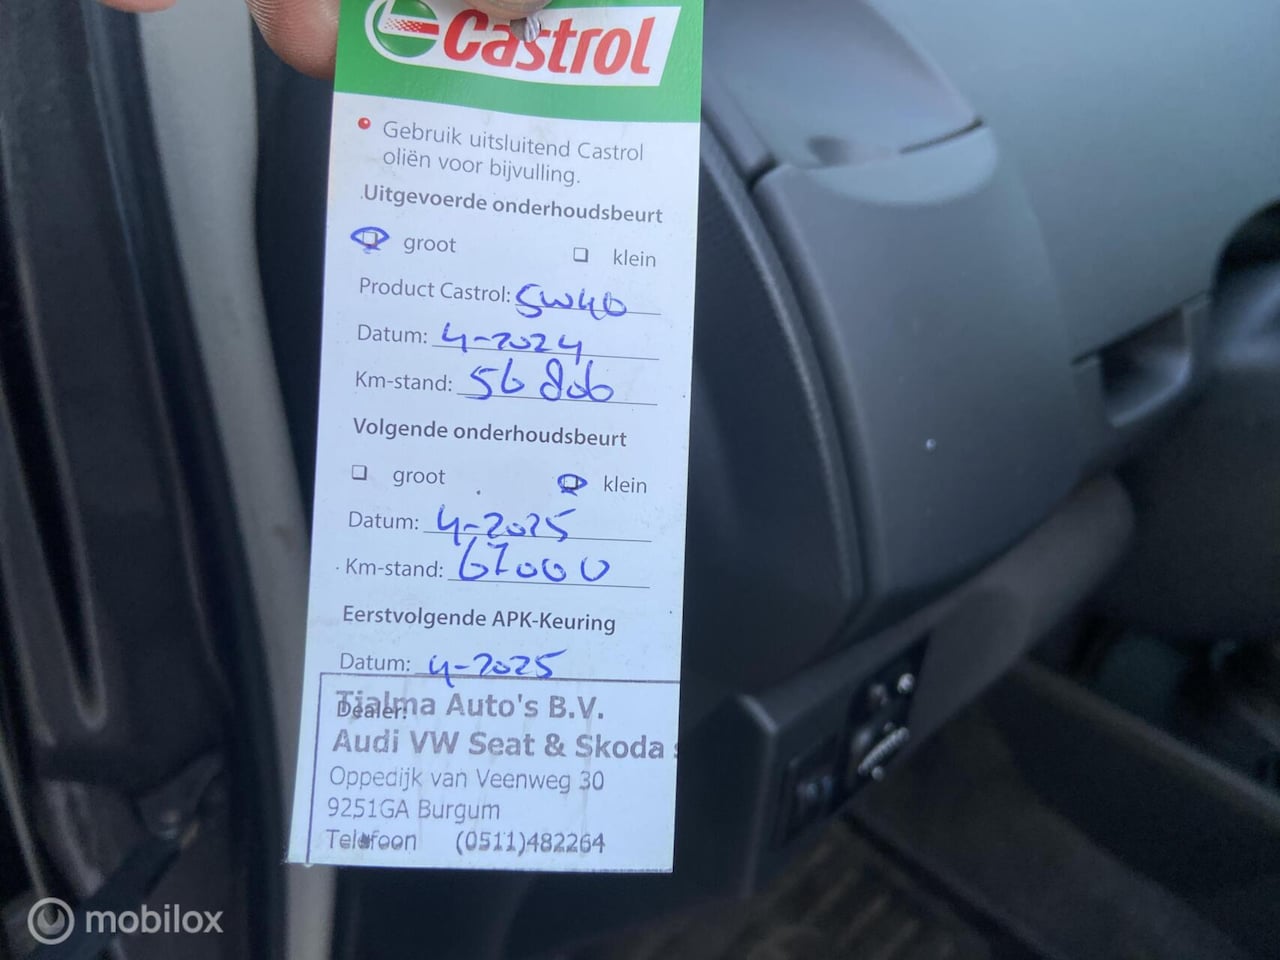 Castrol
Gebruik uitsluitend Castrol
oliën voor bijvulling.
Uitgevoerde onderhoudsbeurt
groot klein
Product Castrol: 5W40
Datum: 4-2024
Km-stand: 56 806
Volgende onderhoudsbeurt
groot klein
Datum: 4-2025
Km-stand: 67000
Eerstvolgende APK-Keuring
Datum: 4-2025
Dealer:
Tjalma Auto's B.V.
Audi VW Seat & Skoda
Oppedijk van Veenweg 30
9251GA Burgum
Telefoon (0511)482264
mobilox